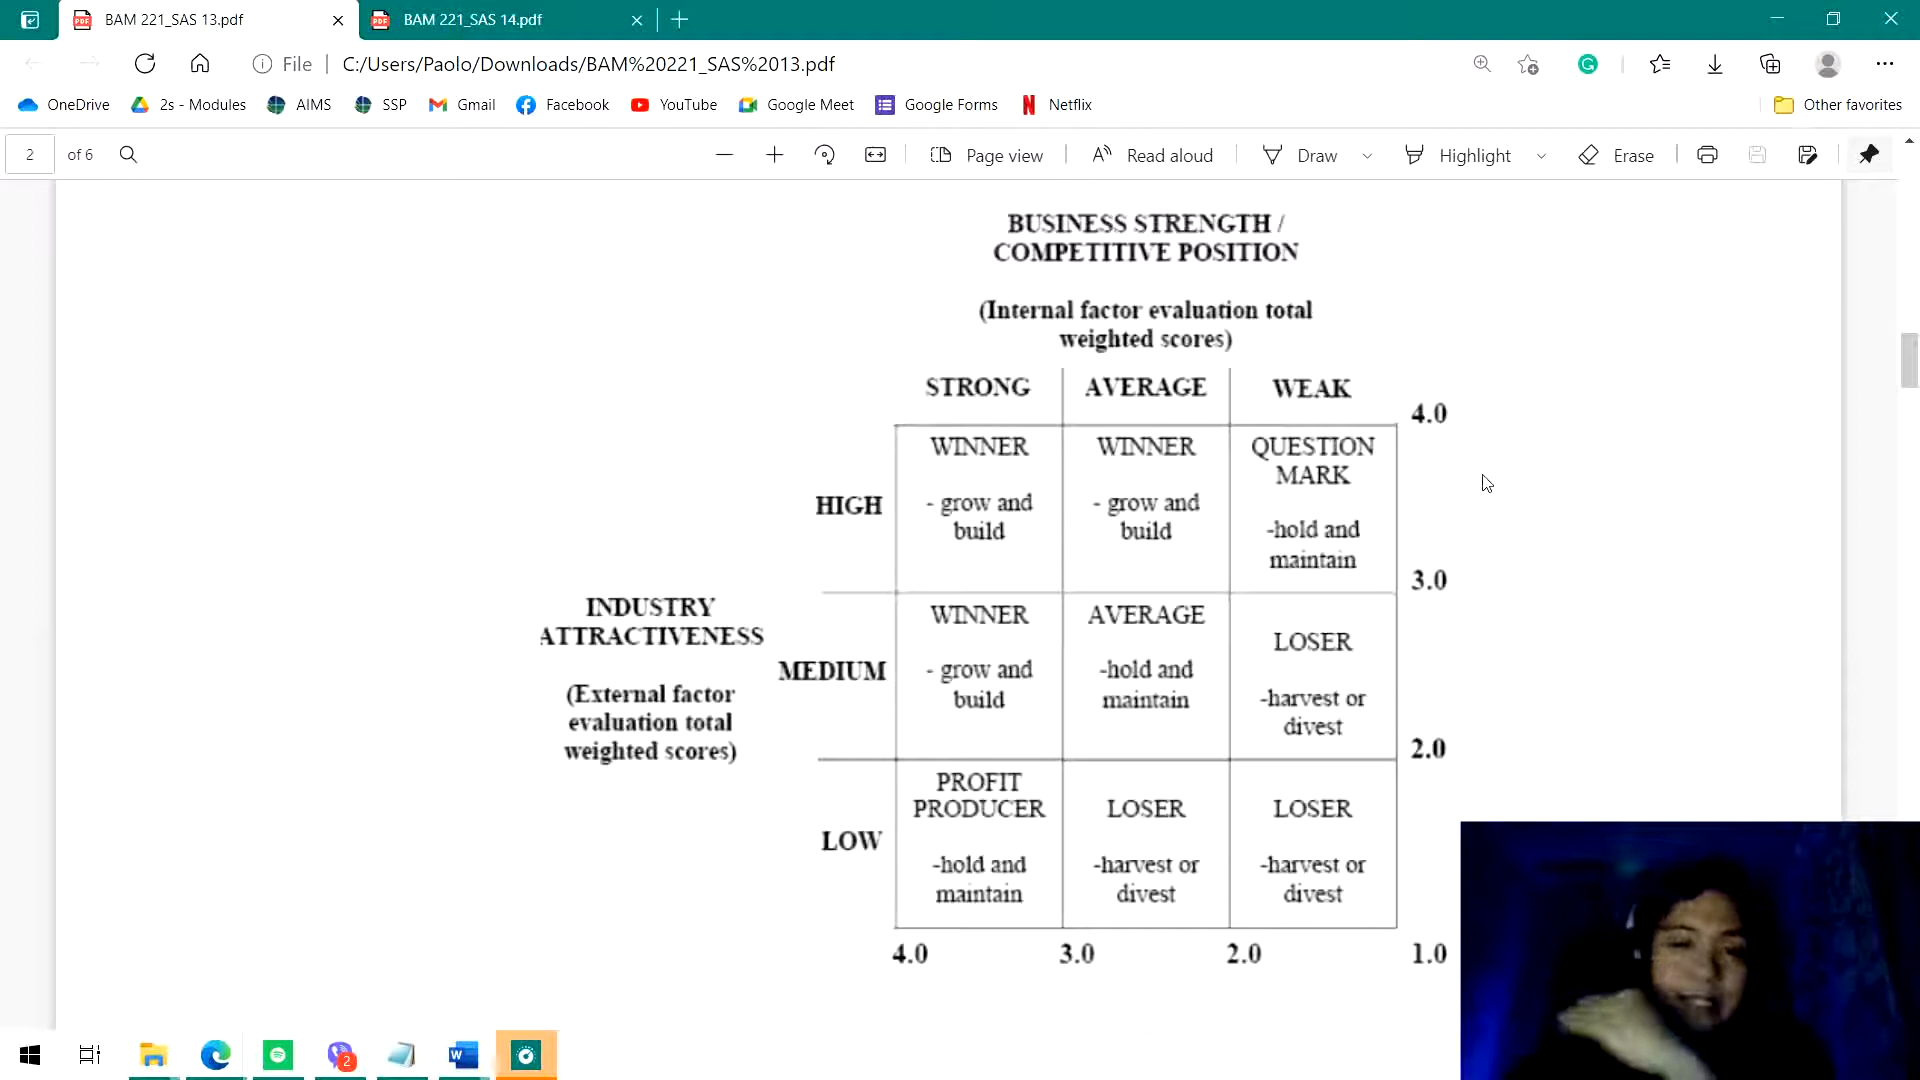 BAM 221_SAS 13.pdf
BAM 221_SAS 14.pdf
File
C:/Users/Paolo/Downloads/BAM%20221_SAS%2013.pdf
OneDrive
2s - Modules
AIMS
SSP
Gmail
Facebook
YouTube
Google Meet
Google Forms
Netflix
Other favorites
2 of 6
Page view
Read aloud
Draw
Highlight
Erase
BUSINESS STRENGTH /
COMPETITIVE POSITION
(Internal factor evaluation total
weighted scores)
STRONG AVERAGE WEAK
4.0
HIGH
WINNER
- grow and
build
WINNER
- grow and
build
QUESTION
MARK
-hold and
maintain
3.0
INDUSTRY
ATTRACTIVENESS
(External factor
evaluation total
weighted scores)
MEDIUM
WINNER
- grow and
build
AVERAGE
-hold and
maintain
LOSER
-harvest or
divest
2.0
LOW
PROFIT
PRODUCER
-hold and
maintain
LOSER
-harvest or
divest
LOSER
-harvest or
divest
4.0 3.0 2.0 1.0
2